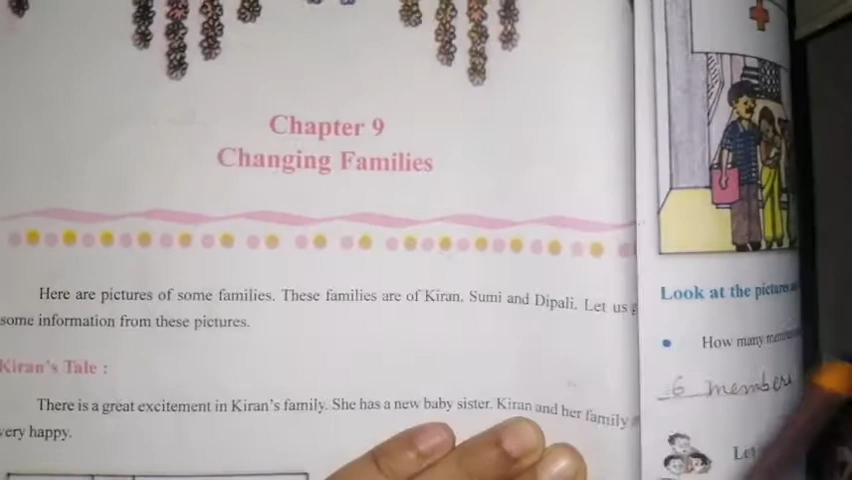 Chapter 9
Changing Families
Here are pictures of some families. These families are of Kiran, Sumi and Dipali. Let us
some information from these pictures.
Kiran's Tale :
There is a great excitement in Kiran's family. She has a new baby sister. Kiran and her family
very happy.
Look at the pictures
How many
6 members